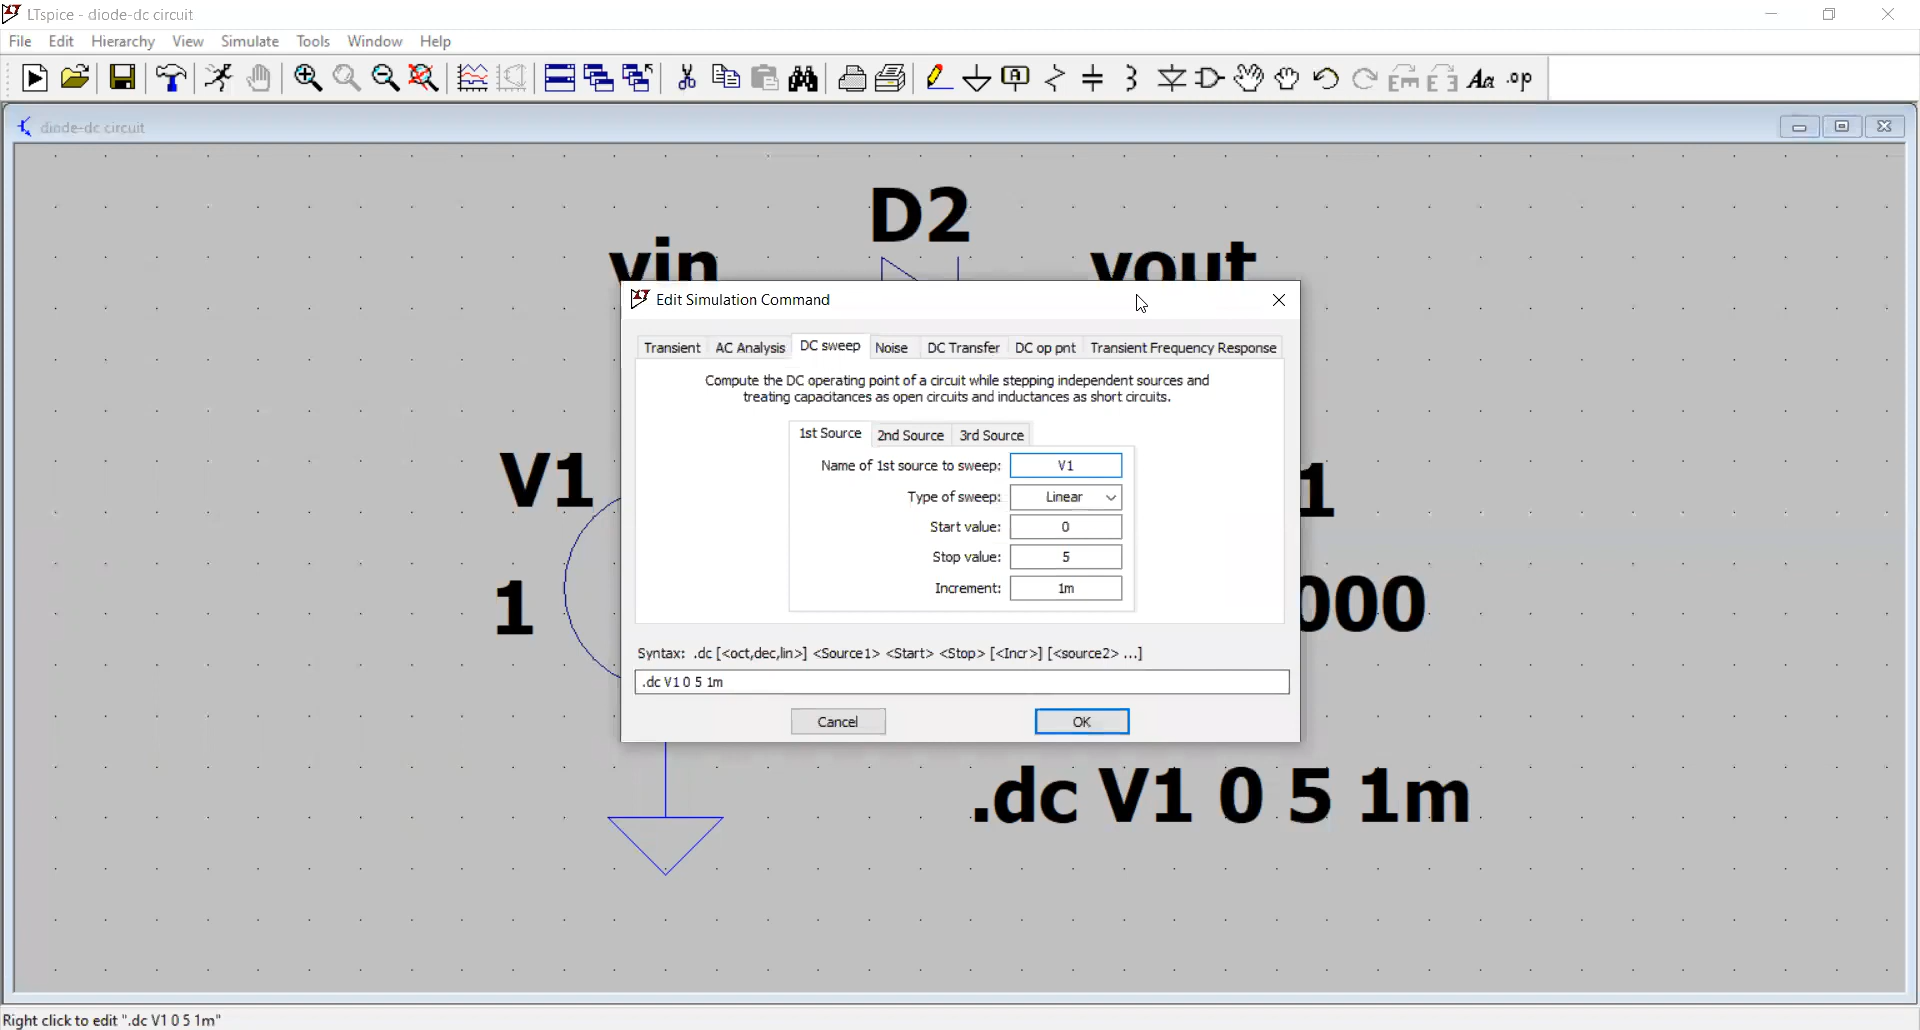 LTspice - diode-dc circuit
File Edit Hierarchy View Simulate Tools Window Help
A Aa .op
diode-dc circuit
D2
vin vout
Edit Simulation Command
Transient AC Analysis DC sweep Noise DC Transfer DC op pnt Transient Frequency Response
Compute the DC operating point of a circuit while stepping independent sources and
treating capacitances as open circuits and inductances as short circuits.
1st Source 2nd Source 3rd Source
Name of 1st source to sweep: V1
Type of sweep: Linear
Start value: 0
Stop value: 5
Increment: 1m
V1
1
1
000
Syntax: .dc [<oct,dec,lin>] <Source1> <Start> <Stop> [<Incr>] [<source2> ...]
.dc V1 0 5 1m
Cancel OK
.dc V1 0 5 1m
Right click to edit ".dc V1 0 5 1m"